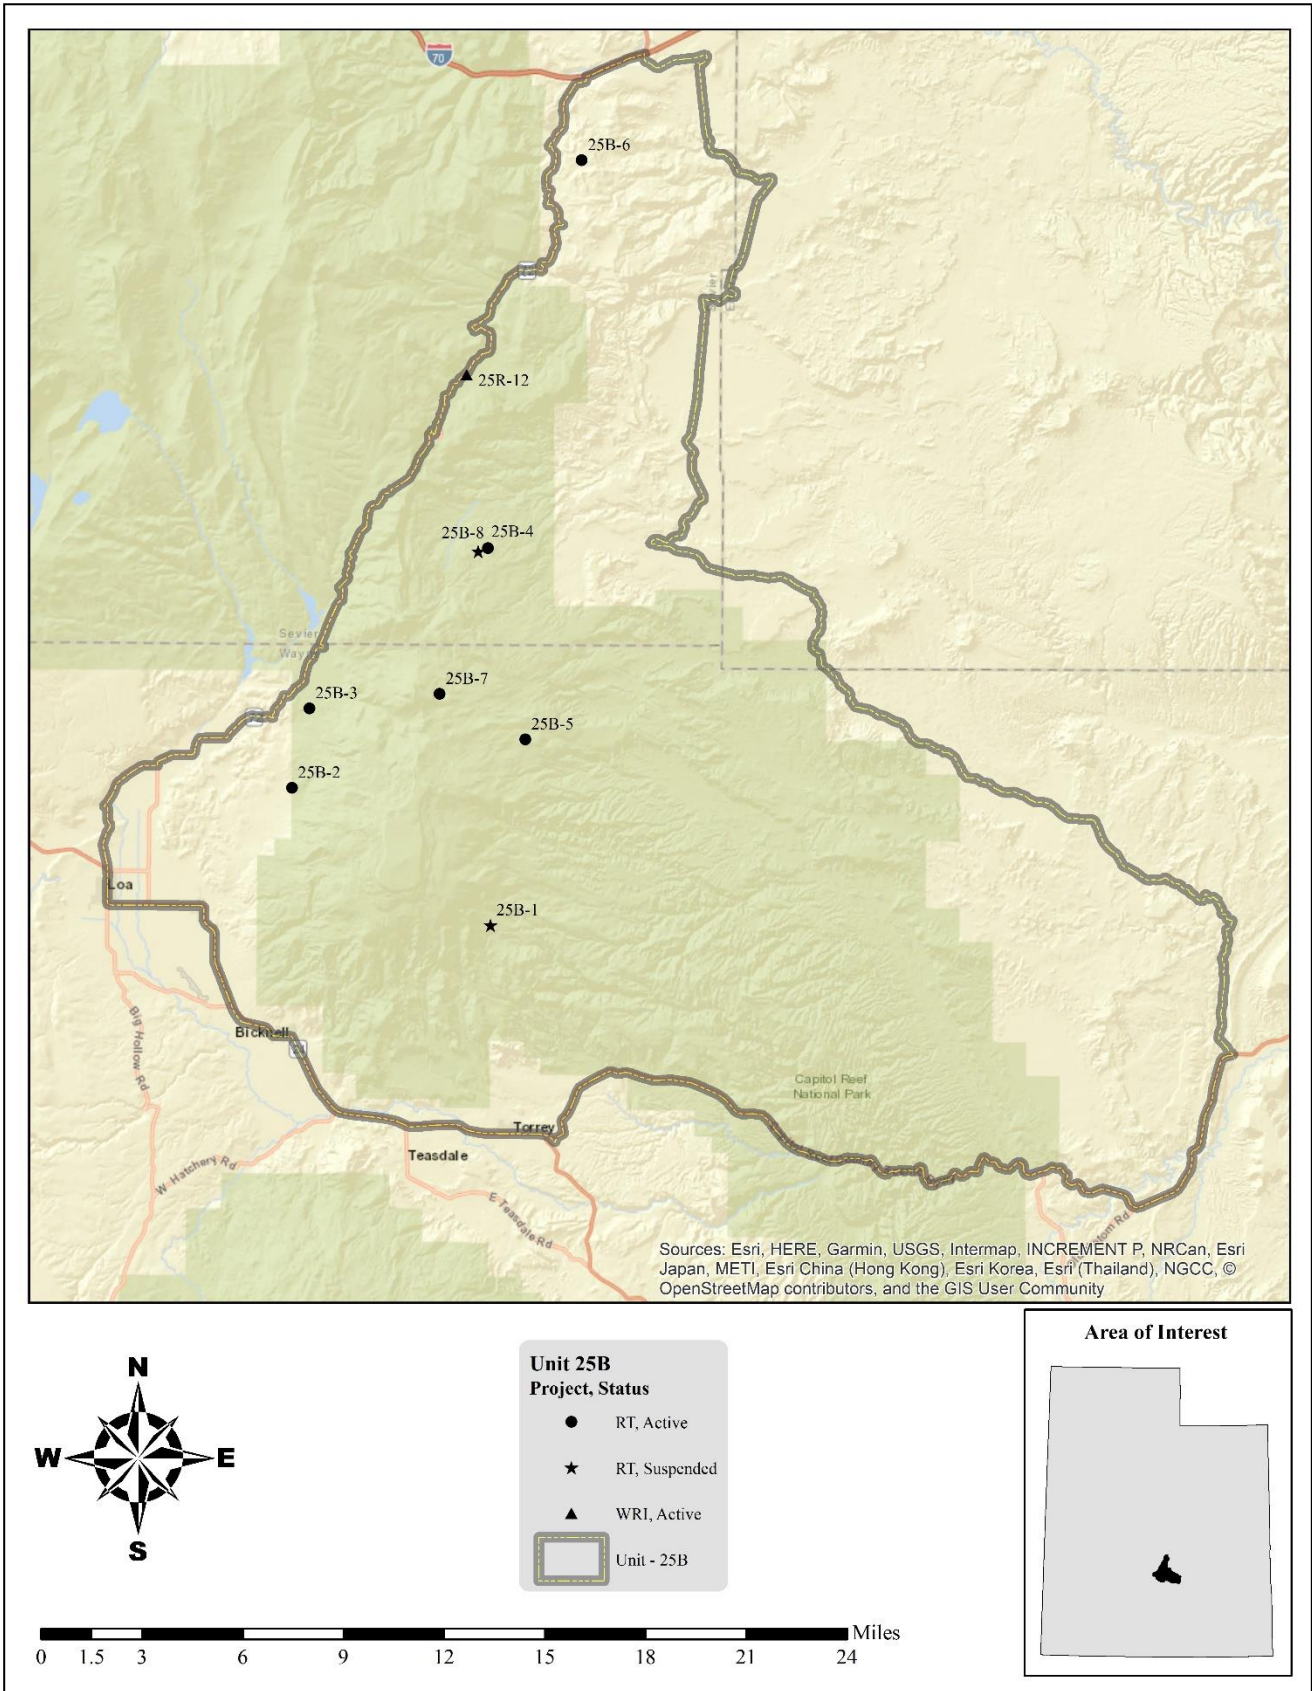 70
25B-6
72
Sevier
25R-12
25B-8 25B-4
Sevier
Wayne
25B-7
25B-3
72
25B-5
25B-2
Loa
25B-1
Big Hollow Rd
Bicknell
24
Capitol Reef
National Park
Torrey
Teasdale
W Hatchery Rd
E Teasdale Rd
Sources: Esri, HERE, Garmin, USGS, Intermap, INCREMENT P, NRCan, Esri
Japan, METI, Esri China (Hong Kong), Esri Korea, Esri (Thailand), NGCC, ©
OpenStreetMap contributors, and the GIS User Community
N
W E
S
Unit 25B
Project, Status
RT, Active
RT, Suspended
WRI, Active
Unit - 25B
Area of Interest
Miles
0 1.5 3 6 9 12 15 18 21 24